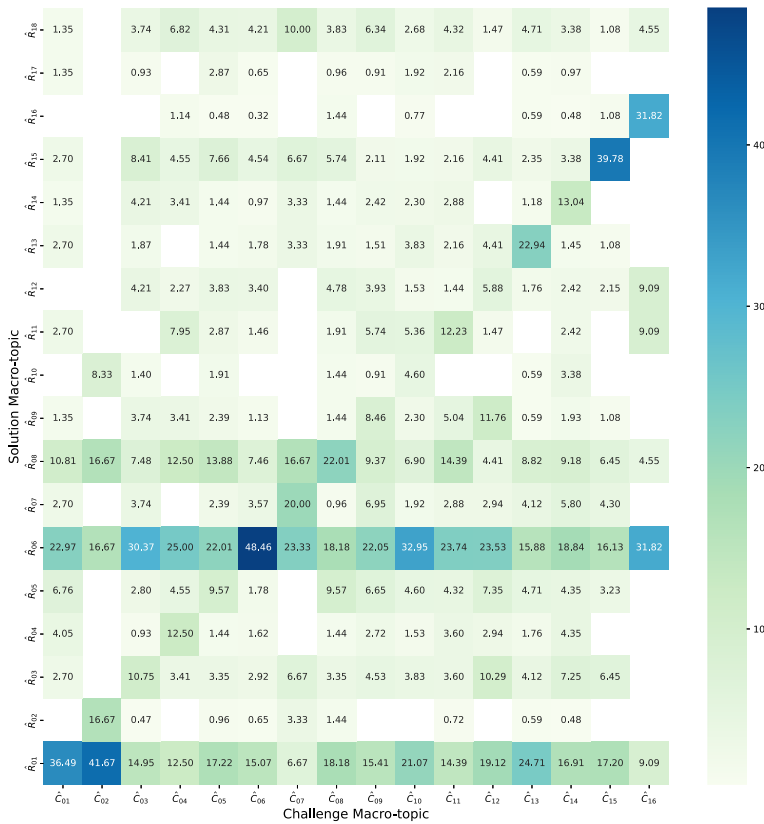 R̂18 1.35 3.74 6.82 4.31 4.21 10.00 3.83 6.34 2.68 4.32 1.47 4.71 3.38 1.08 4.55
R̂17 1.35 0.93 2.87 0.65 0.96 0.91 1.92 2.16 0.59 0.97
R̂16 1.14 0.48 0.32 1.44 0.77 0.59 0.48 1.08 31.82
R̂15 2.70 8.41 4.55 7.66 4.54 6.67 5.74 2.11 1.92 2.16 4.41 2.35 3.38 39.78
R̂14 1.35 4.21 3.41 1.44 0.97 3.33 1.44 2.42 2.30 2.88 1.18 13.04
R̂13 2.70 1.87 1.44 1.78 3.33 1.91 1.51 3.83 2.16 4.41 22.94 1.45 1.08
R̂12 4.21 2.27 3.83 3.40 4.78 3.93 1.53 1.44 5.88 1.76 2.42 2.15 9.09
R̂11 2.70 7.95 2.87 1.46 1.91 5.74 5.36 12.23 1.47 2.42 9.09
R̂10 8.33 1.40 1.91 1.44 0.91 4.60 0.59 3.38
R̂09 1.35 3.74 3.41 2.39 1.13 1.44 8.46 2.30 5.04 11.76 0.59 1.93 1.08
R̂08 10.81 16.67 7.48 12.50 13.88 7.46 16.67 22.01 9.37 6.90 14.39 4.41 8.82 9.18 6.45 4.55
R̂07 2.70 3.74 2.39 3.57 20.00 0.96 6.95 1.92 2.88 2.94 4.12 5.80 4.30
R̂06 22.97 16.67 30.37 25.00 22.01 48.46 23.33 18.18 22.05 32.95 23.74 23.53 15.88 18.84 16.13 31.82
R̂05 6.76 2.80 4.55 9.57 1.78 9.57 6.65 4.60 4.32 7.35 4.71 4.35 3.23
R̂04 4.05 0.93 12.50 1.44 1.62 1.44 2.72 1.53 3.60 2.94 1.76 4.35
R̂03 2.70 10.75 3.41 3.35 2.92 6.67 3.35 4.53 3.83 3.60 10.29 4.12 7.25 6.45
R̂02 16.67 0.47 0.96 0.65 3.33 1.44 0.72 0.59 0.48
R̂01 36.49 41.67 14.95 12.50 17.22 15.07 6.67 18.18 15.41 21.07 14.39 19.12 24.71 16.91 17.20 9.09
Ĉ01 Ĉ02 Ĉ03 Ĉ04 Ĉ05 Ĉ06 Ĉ07 Ĉ08 Ĉ09 Ĉ10 Ĉ11 Ĉ12 Ĉ13 Ĉ14 Ĉ15 Ĉ16
Challenge Macro-topic
Solution Macro-topic
40
30
20
10